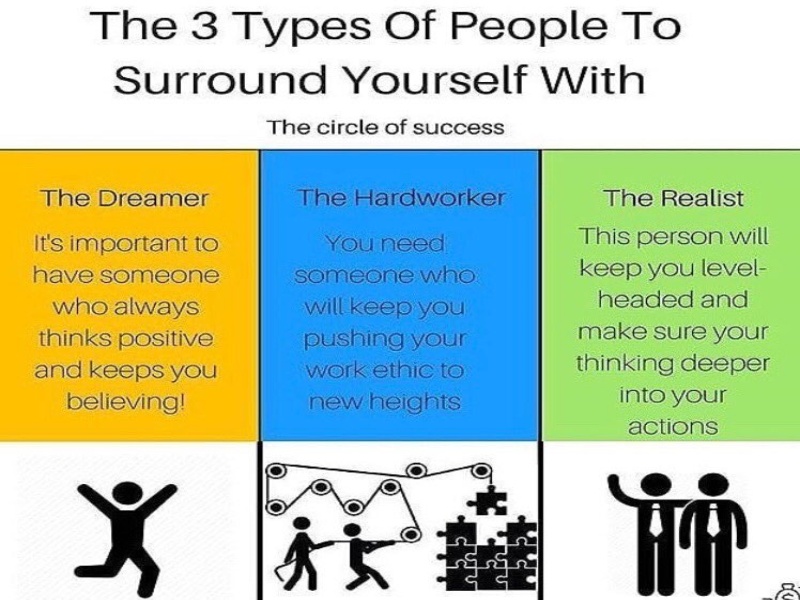 The 3 Types Of People To
Surround Yourself With
The circle of success
The Dreamer
It's important to
have someone
who always
thinks positive
and keeps you
believing!
The Hardworker
You need
someone who
will keep you
pushing your
work ethic to
new heights
The Realist
This person will
keep you level-
headed and
make sure your
thinking deeper
into your
actions